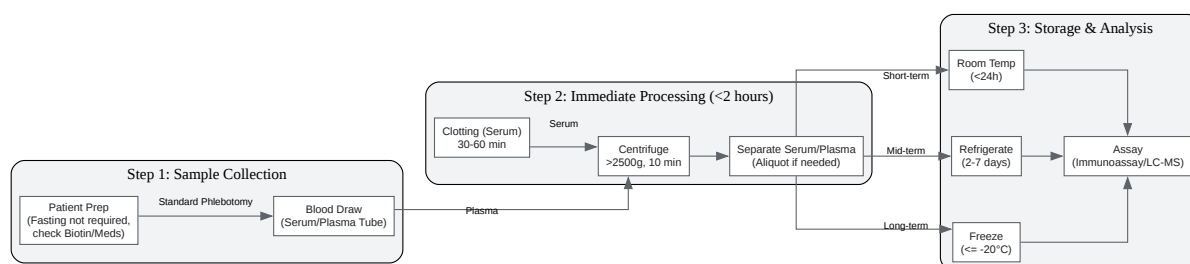 Step 1: Sample Collection
Patient Prep
(Fasting not required,
check Biotin/Meds)
Standard Phlebotomy
Blood Draw
(Serum/Plasma Tube)
Plasma
Step 2: Immediate Processing (<2 hours)
Clotting (Serum)
30-60 min
Serum
Centrifuge
>2500g, 10 min
Separate Serum/Plasma
(Aliquot if needed)
Short-term
Mid-term
Long-term
Step 3: Storage & Analysis
Room Temp
(<24h)
Refrigerate
(2-7 days)
Freeze
(<= -20°C)
Assay
(Immunoassay/LC-MS)